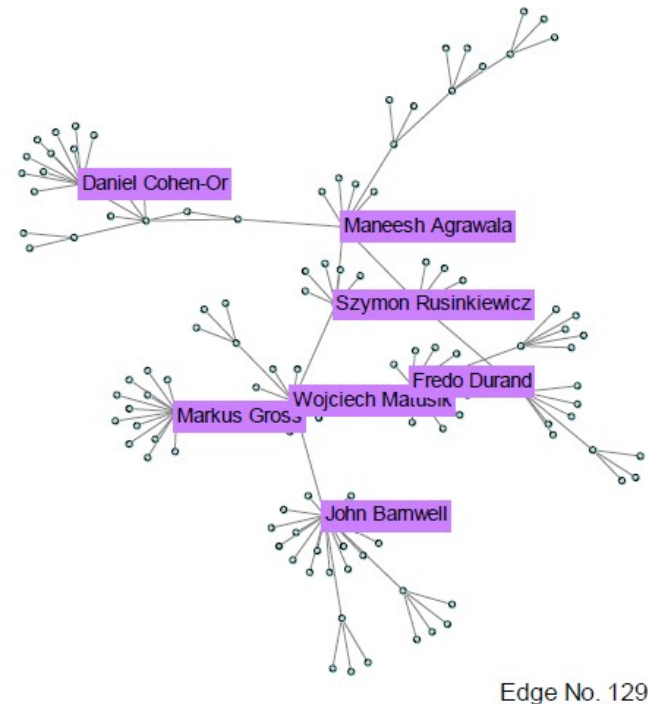 Daniel Cohen-Or
Maneesh Agrawala
Szymon Rusinkiewicz
Fredo Durand
Wojciech Matusik
Markus Gross
John Barnwell
Edge No. 129